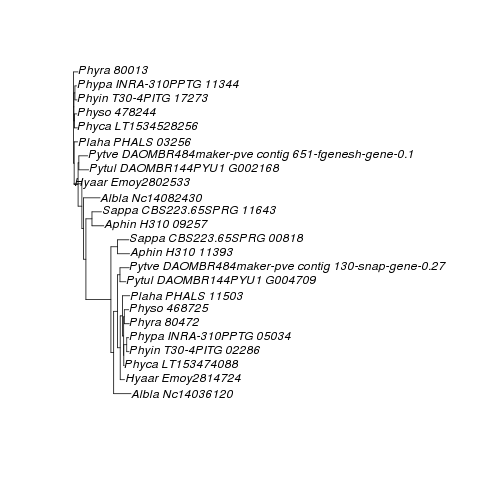 Phyra 80013
Phypa INRA-310PPTG 11344
Phyin T30-4PITG 17273
Physo 478244
Phyca LT1534528256
Plaha PHALS 03256
Pytve DAOMBR484maker-pve contig 651-fgenesh-gene-0.1
Pytul DAOMBR144PYU1 G002168
Hyaar Emoy2802533
Albla Nc14082430
Sappa CBS223.65SPRG 11643
Aphin H310 09257
Sappa CBS223.65SPRG 00818
Aphin H310 11393
Pytve DAOMBR484maker-pve contig 130-snap-gene-0.27
Pytul DAOMBR144PYU1 G004709
Plaha PHALS 11503
Physo 468725
Phyra 80472
Phypa INRA-310PPTG 05034
Phyin T30-4PITG 02286
Phyca LT153474088
Hyaar Emoy2814724
Albla Nc14036120